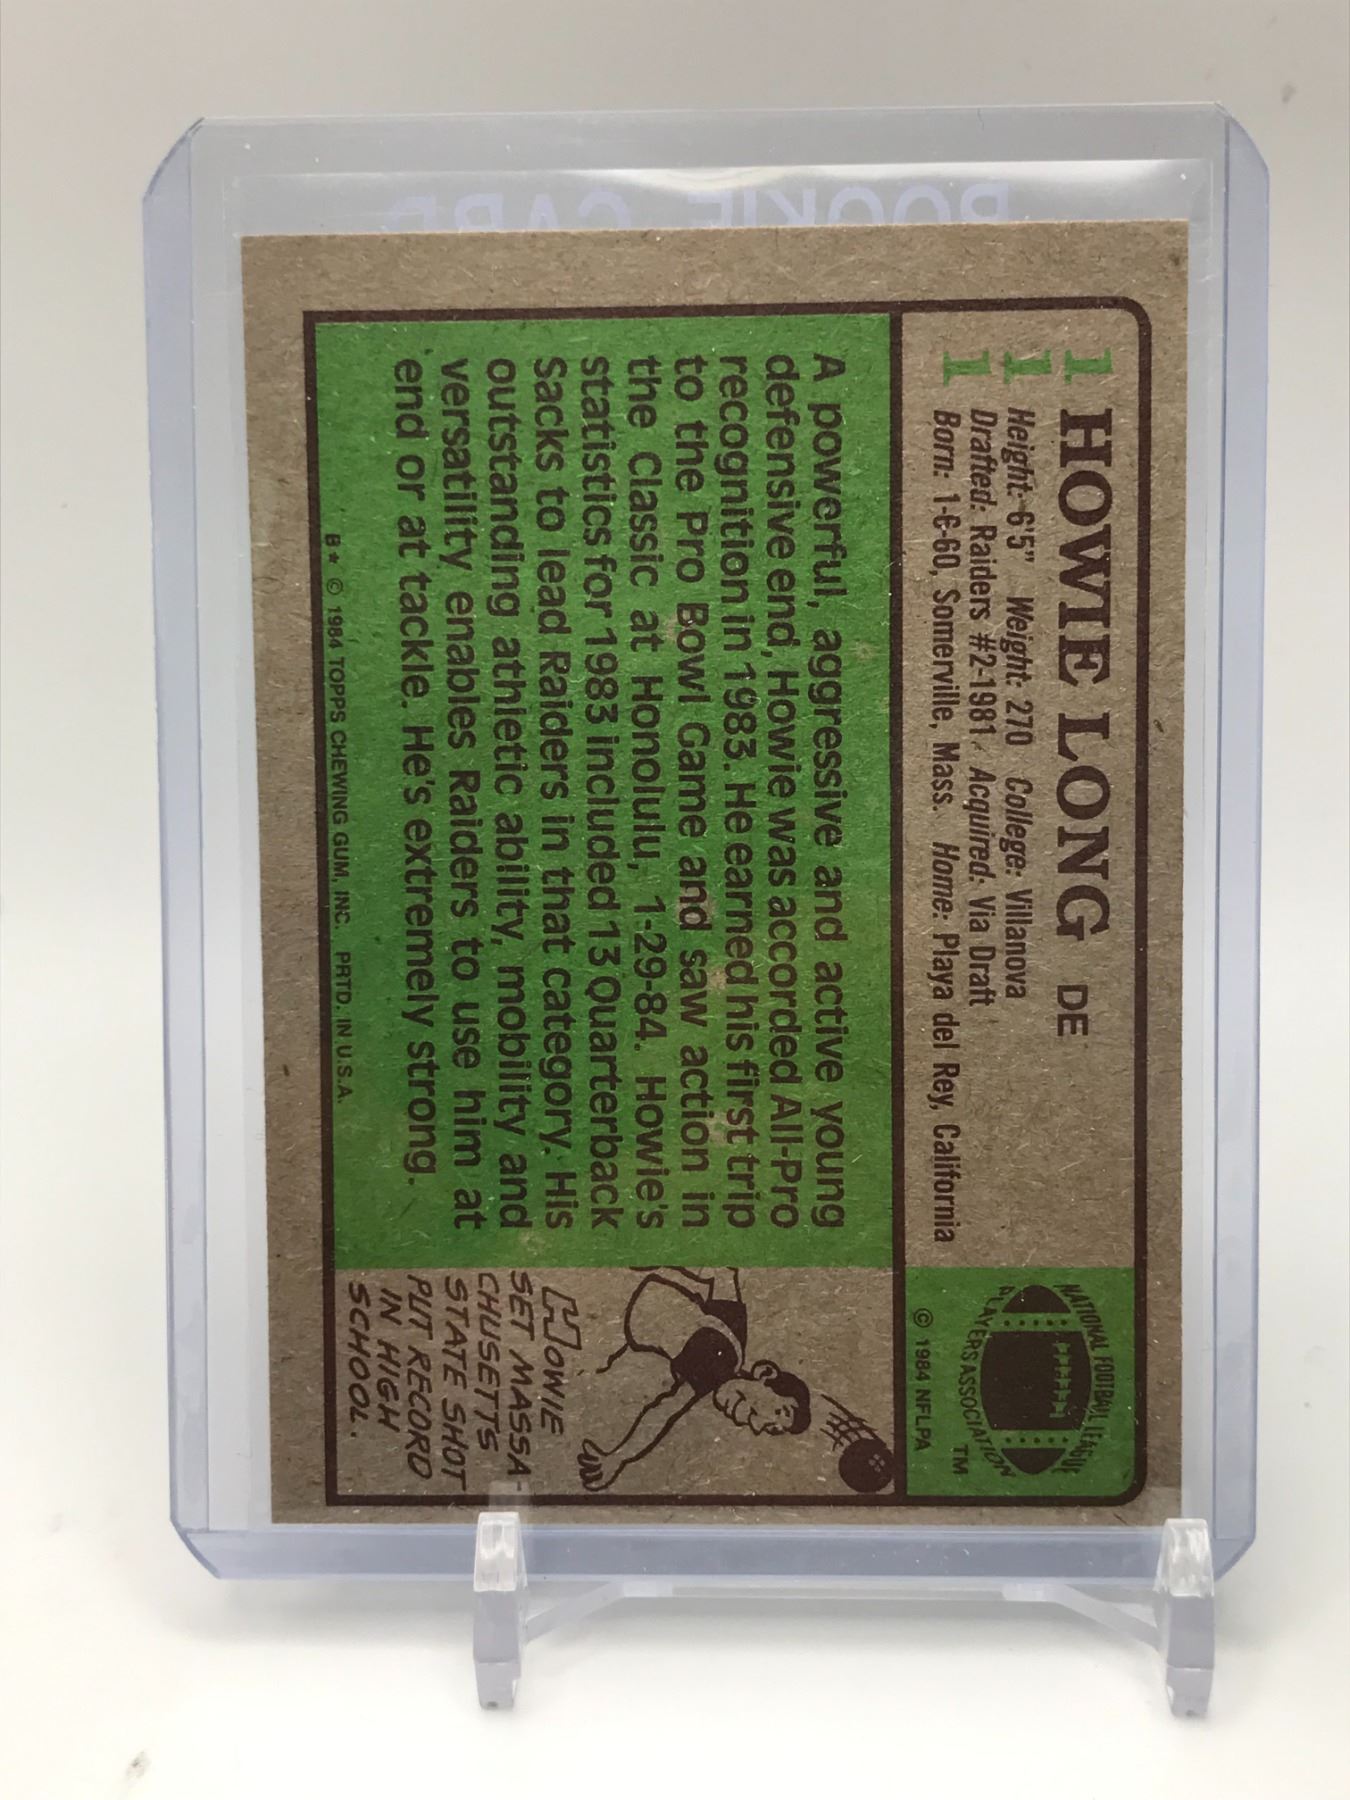 ROOKIE CARD
1 HOWIE LONG DE
1 Height: 6'5" Weight: 270 College: Villanova
Drafted: Raiders #2-1981 Acquired: Via Draft
1 Born: 1-6-60, Somerville, Mass. Home: Playa del Rey, California
NATIONAL FOOTBALL LEAGUE
PLAYERS ASSOCIATION
TM
© 1984 NFLPA
A powerful, aggressive and active young
defensive end, Howie was accorded All-Pro
recognition in 1983. He earned his first trip
to the Pro Bowl Game and saw action in
the Classic at Honolulu, 1-29-84. Howie's
statistics for 1983 included 13 Quarterback
Sacks to lead Raiders in that category. His
outstanding athletic ability, mobility and
versatility enables Raiders to use him at
end or at tackle. He's extremely strong.
B* © 1984 TOPPS CHEWING GUM, INC. PRTD. IN U.S.A.
HOWIE
SET MASSA-
CHUSETTS
STATE SHOT
PUT RECORD
IN HIGH
SCHOOL.